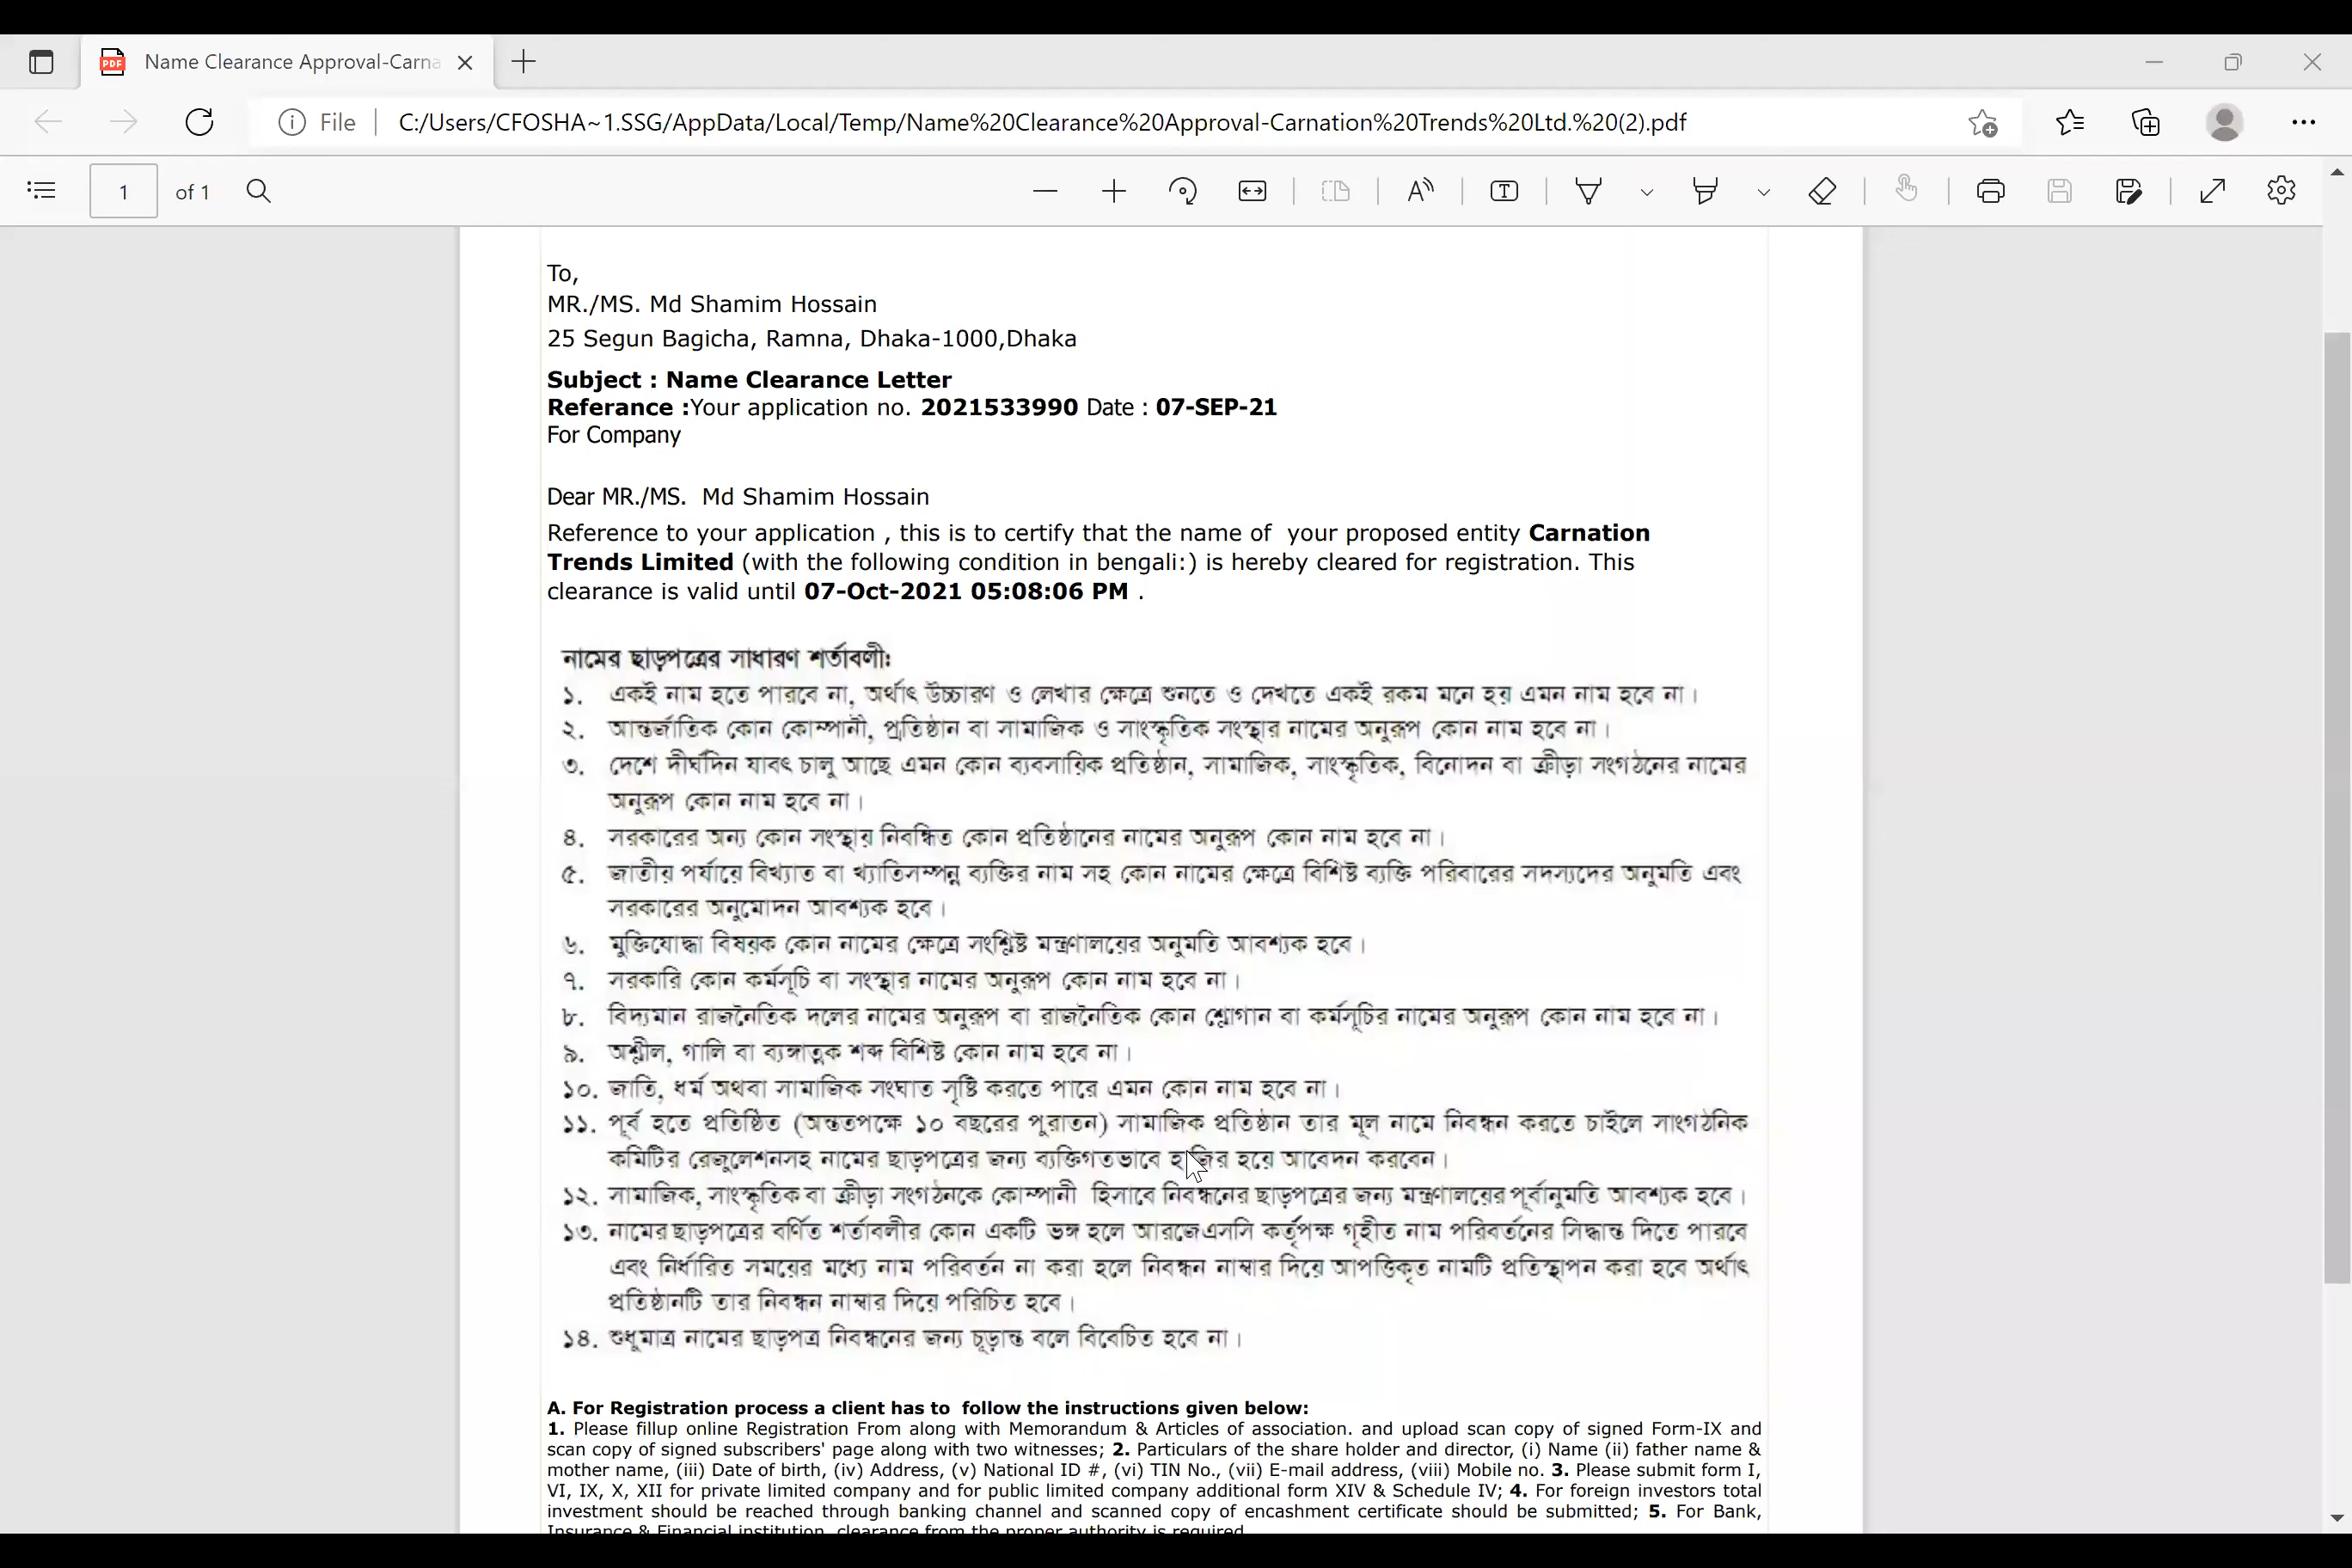 Name Clearance Approval-Carna
File
C:/Users/CFOSHA~1.SSG/AppData/Local/Temp/Name%20Clearance%20Approval-Carnation%20Trends%20Ltd.%20(2).pdf
1 of 1
To,
MR./MS. Md Shamim Hossain
25 Segun Bagicha, Ramna, Dhaka-1000,Dhaka
Subject : Name Clearance Letter
Referance :Your application no. 2021533990 Date : 07-SEP-21
For Company
Dear MR./MS. Md Shamim Hossain
Reference to your application , this is to certify that the name of your proposed entity Carnation
Trends Limited (with the following condition in bengali:) is hereby cleared for registration. This
clearance is valid until 07-Oct-2021 05:08:06 PM .
নামের ছাড়পত্রের সাধারণ শর্তাবলী:
১. একই নাম হতে পারবে না, অর্থাৎ উচ্চারণ ও লেখার ক্ষেত্রে শুনতে ও দেখতে একই রকম মনে হয় এমন নাম হবে না।
২. আন্তর্জাতিক কোন কোম্পানী, প্রতিষ্ঠান বা সামাজিক ও সাংস্কৃতিক সংস্থার নামের অনুরূপ কোন নাম হবে না।
৩. দেশে দীর্ঘদিন যাবৎ চালু আছে এমন কোন ব্যবসায়িক প্রতিষ্ঠান, সামাজিক, সাংস্কৃতিক, বিনোদন বা ক্রীড়া সংগঠনের নামের
অনুরূপ কোন নাম হবে না।
৪. সরকারের অন্য কোন সংস্থায় নিবন্ধিত কোন প্রতিষ্ঠানের নামের অনুরূপ কোন নাম হবে না।
৫. জাতীয় পর্যায়ে বিখ্যাত বা খ্যাতিসম্পন্ন ব্যক্তির নাম সহ কোন নামের ক্ষেত্রে বিশিষ্ট ব্যক্তি পরিবারের সদস্যদের অনুমতি এবং
সরকারের অনুমোদন আবশ্যক হবে।
৬. মুক্তিযোদ্ধা বিষয়ক কোন নামের ক্ষেত্রে সংশ্লিষ্ট মন্ত্রণালয়ের অনুমতি আবশ্যক হবে।
৭. সরকারি কোন কর্মসূচি বা সংস্থার নামের অনুরূপ কোন নাম হবে না।
৮. বিদ্যমান রাজনৈতিক দলের নামের অনুরূপ বা রাজনৈতিক কোন শ্লোগান বা কর্মসূচির নামের অনুরূপ কোন নাম হবে না।
৯. অশ্লীল, গালি বা ব্যঙ্গাত্নক শব্দ বিশিষ্ট কোন নাম হবে না।
১০. জাতি, ধর্ম অথবা সামাজিক সংঘাত সৃষ্টি করতে পারে এমন কোন নাম হবে না।
১১. পূর্ব হতে প্রতিষ্ঠিত (অন্ততপক্ষে ১০ বছরের পুরাতন) সামাজিক প্রতিষ্ঠান তার মূল নামে নিবন্ধন করতে চাইলে সাংগঠনিক
কমিটির রেজুলেশনসহ নামের ছাড়পত্রের জন্য ব্যক্তিগতভাবে হাজির হয়ে আবেদন করবেন।
১২. সামাজিক, সাংস্কৃতিক বা ক্রীড়া সংগঠনকে কোম্পানী হিসাবে নিবন্ধনের ছাড়পত্রের জন্য মন্ত্রণালয়ের পূর্বানুমতি আবশ্যক হবে।
১৩. নামের ছাড়পত্রের বর্ণিত শর্তাবলীর কোন একটি ভঙ্গ হলে আরজেএসসি কর্তৃপক্ষ গৃহীত নাম পরিবর্তনের সিদ্ধান্ত দিতে পারবে
এবং নির্ধারিত সময়ের মধ্যে নাম পরিবর্তন না করা হলে নিবন্ধন নাম্বার দিয়ে আপত্তিকৃত নামটি প্রতিস্থাপন করা হবে অর্থাৎ
প্রতিষ্ঠানটি তার নিবন্ধন নাম্বার দিয়ে পরিচিত হবে।
১৪. শুধুমাত্র নামের ছাড়পত্র নিবন্ধনের জন্য চূড়ান্ত বলে বিবেচিত হবে না।
A. For Registration process a client has to follow the instructions given below:
1. Please fillup online Registration From along with Memorandum & Articles of association. and upload scan copy of signed Form-IX and
scan copy of signed subscribers' page along with two witnesses; 2. Particulars of the share holder and director, (i) Name (ii) father name &
mother name, (iii) Date of birth, (iv) Address, (v) National ID #, (vi) TIN No., (vii) E-mail address, (viii) Mobile no. 3. Please submit form I,
VI, IX, X, XII for private limited company and for public limited company additional form XIV & Schedule IV; 4. For foreign investors total
investment should be reached through banking channel and scanned copy of encashment certificate should be submitted; 5. For Bank,
Insurance & Financial institution, clearance from the proper authority is required